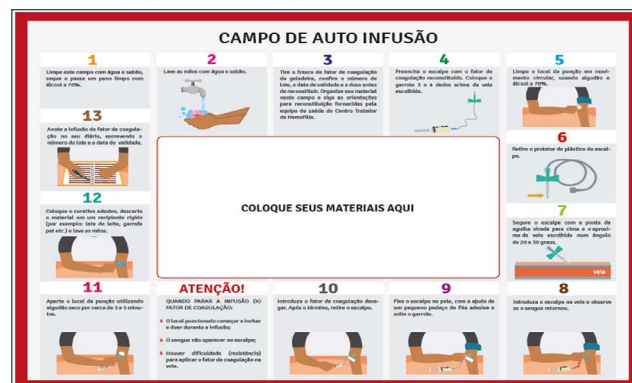 CAMPO DE AUTO INFUSÃO
1
Limpe este campo com água e sabão,
seque e passe um pano limpo com
álcool a 70%.
2
Lave as mãos com água e sabão.
3
Tire o frasco de fator de coagulação
da geladeira, confira o número de
lote, a data de validade e a dose antes
de reconstituir. Organize seu material
neste campo e siga as orientações
para reconstituição fornecidas pela
equipe de saúde do Centro Tratador
de Hemofilia.
4
Preencha o escalpe com o fator de
coagulação reconstituído. Coloque o
garrote 3 a 4 dedos acima da veia
escolhida.
5
Limpe o local da punção em movi-
mento circular, usando algodão e
álcool a 70%.
6
Retire o protetor de plástico do escal-
pe.
7
Segure o escalpe com a ponta da
agulha virada para cima e o aproxi-
me da veia escolhida num ângulo
de 20 a 30 graus.
veia
8
Introduza o escalpe na veia e observe
se o sangue retornou.
9
Fixe o escalpe na pele, com a ajuda de
um pequeno pedaço de fita adesiva e
solte o garrote.
10
Introduza o fator de coagulação deva-
gar. Após o término, retire o escalpe.
ATENÇÃO!
QUANDO PARAR A INFUSÃO DO
FATOR DE COAGULAÇÃO:
O local puncionado começar a inchar
e doer durante a infusão;
O sangue não aparecer no escalpe;
Houver dificuldade (resistência)
para aplicar o fator de coagulação na
veia.
11
Aperte o local da punção utilizando
algodão seco por cerca de 2 a 3 minu-
tos.
12
Coloque o curativo adesivo, descarte
o material em um recipiente rígido
(por exemplo: lata de leite, garrafa
pet etc.) e lave as mãos.
13
Anote a infusão do fator de coagula-
ção no seu diário, escrevendo o
número do lote e a data de validade.
COLOQUE SEUS MATERIAIS AQUI